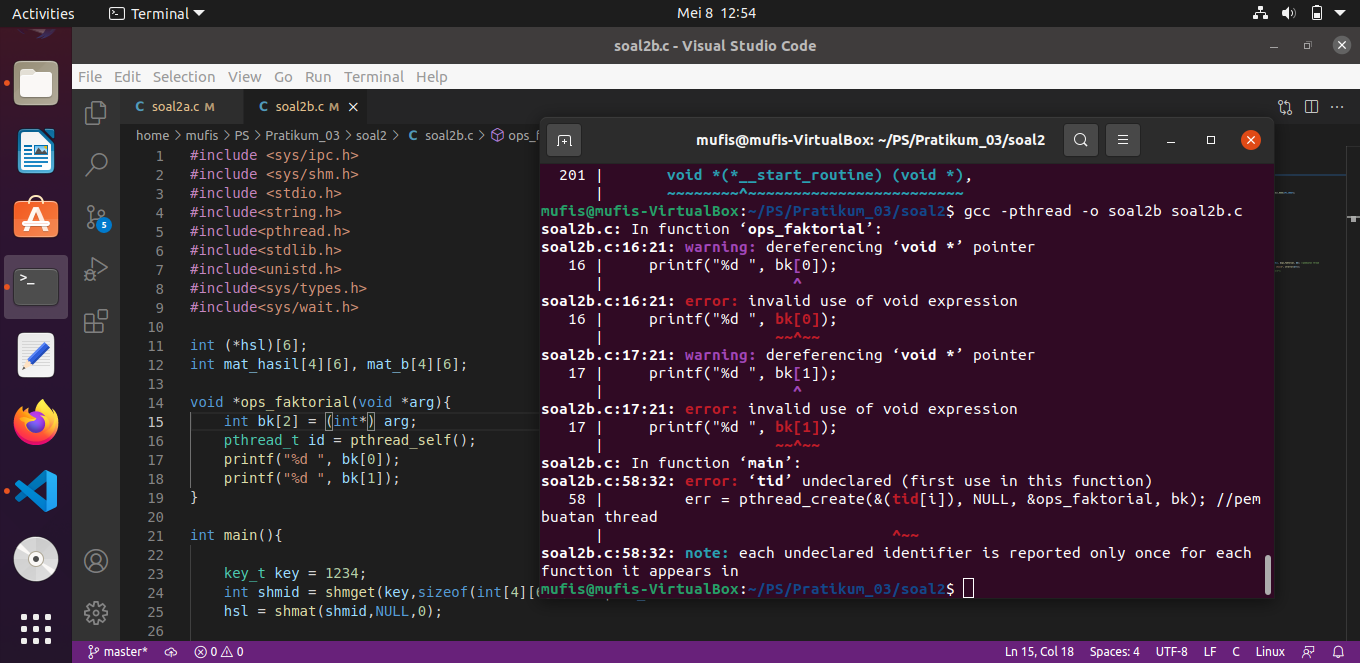 Activities
Terminal
Mei 8 12:54
soal2b.c - Visual Studio Code
File Edit Selection View Go Run Terminal Help
soal2a.c M
soal2b.c M
home > mufis > PS > Pratikum_03 > soal2 > C soal2b.c >
1 #include <sys/ipc.h>
2 #include <sys/shm.h>
3 #include <stdio.h>
4 #include<string.h>
5 #include<pthread.h>
6 #include<stdlib.h>
7 #include<unistd.h>
8 #include<sys/types.h>
9 #include<sys/wait.h>
10
11 int (*hsl)[6];
12 int mat_hasil[4][6], mat_b[4][6];
13
14 void *ops_faktorial(void *arg){
15 int bk[2] = (int*) arg;
16 pthread_t id = pthread_self();
17 printf("%d ", bk[0]);
18 printf("%d ", bk[1]);
19 }
20
21 int main(){
22
23 key_t key = 1234;
24 int shmid = shmget(key,sizeof(int[4][
25 hsl = shmat(shmid,NULL,0);
26
mufis@mufis-VirtualBox: ~/PS/Pratikum_03/soal2
201 | void *(*__start_routine) (void *),
| ~~~~~~~~^~~~~~~~~~~~~~~~~~~~~~~~~
mufis@mufis-VirtualBox:~/PS/Pratikum_03/soal2$ gcc -pthread -o soal2b soal2b.c
soal2b.c: In function ‘ops_faktorial’:
soal2b.c:16:21: warning: dereferencing ‘void *’ pointer
16 | printf("%d ", bk[0]);
| ^
soal2b.c:16:21: error: invalid use of void expression
16 | printf("%d ", bk[0]);
| ~~^~~
soal2b.c:17:21: warning: dereferencing ‘void *’ pointer
17 | printf("%d ", bk[1]);
| ^
soal2b.c:17:21: error: invalid use of void expression
17 | printf("%d ", bk[1]);
| ~~^~~
soal2b.c: In function ‘main’:
soal2b.c:58:32: error: ‘tid’ undeclared (first use in this function)
58 | err = pthread_create(&(tid[i]), NULL, &ops_faktorial, bk); //pem
buatan thread
| ^~~
soal2b.c:58:32: note: each undeclared identifier is reported only once for each
function it appears in
mufis@mufis-VirtualBox:~/PS/Pratikum_03/soal2$
5
master* 0 0
Ln 15, Col 18 Spaces: 4 UTF-8 LF C Linux